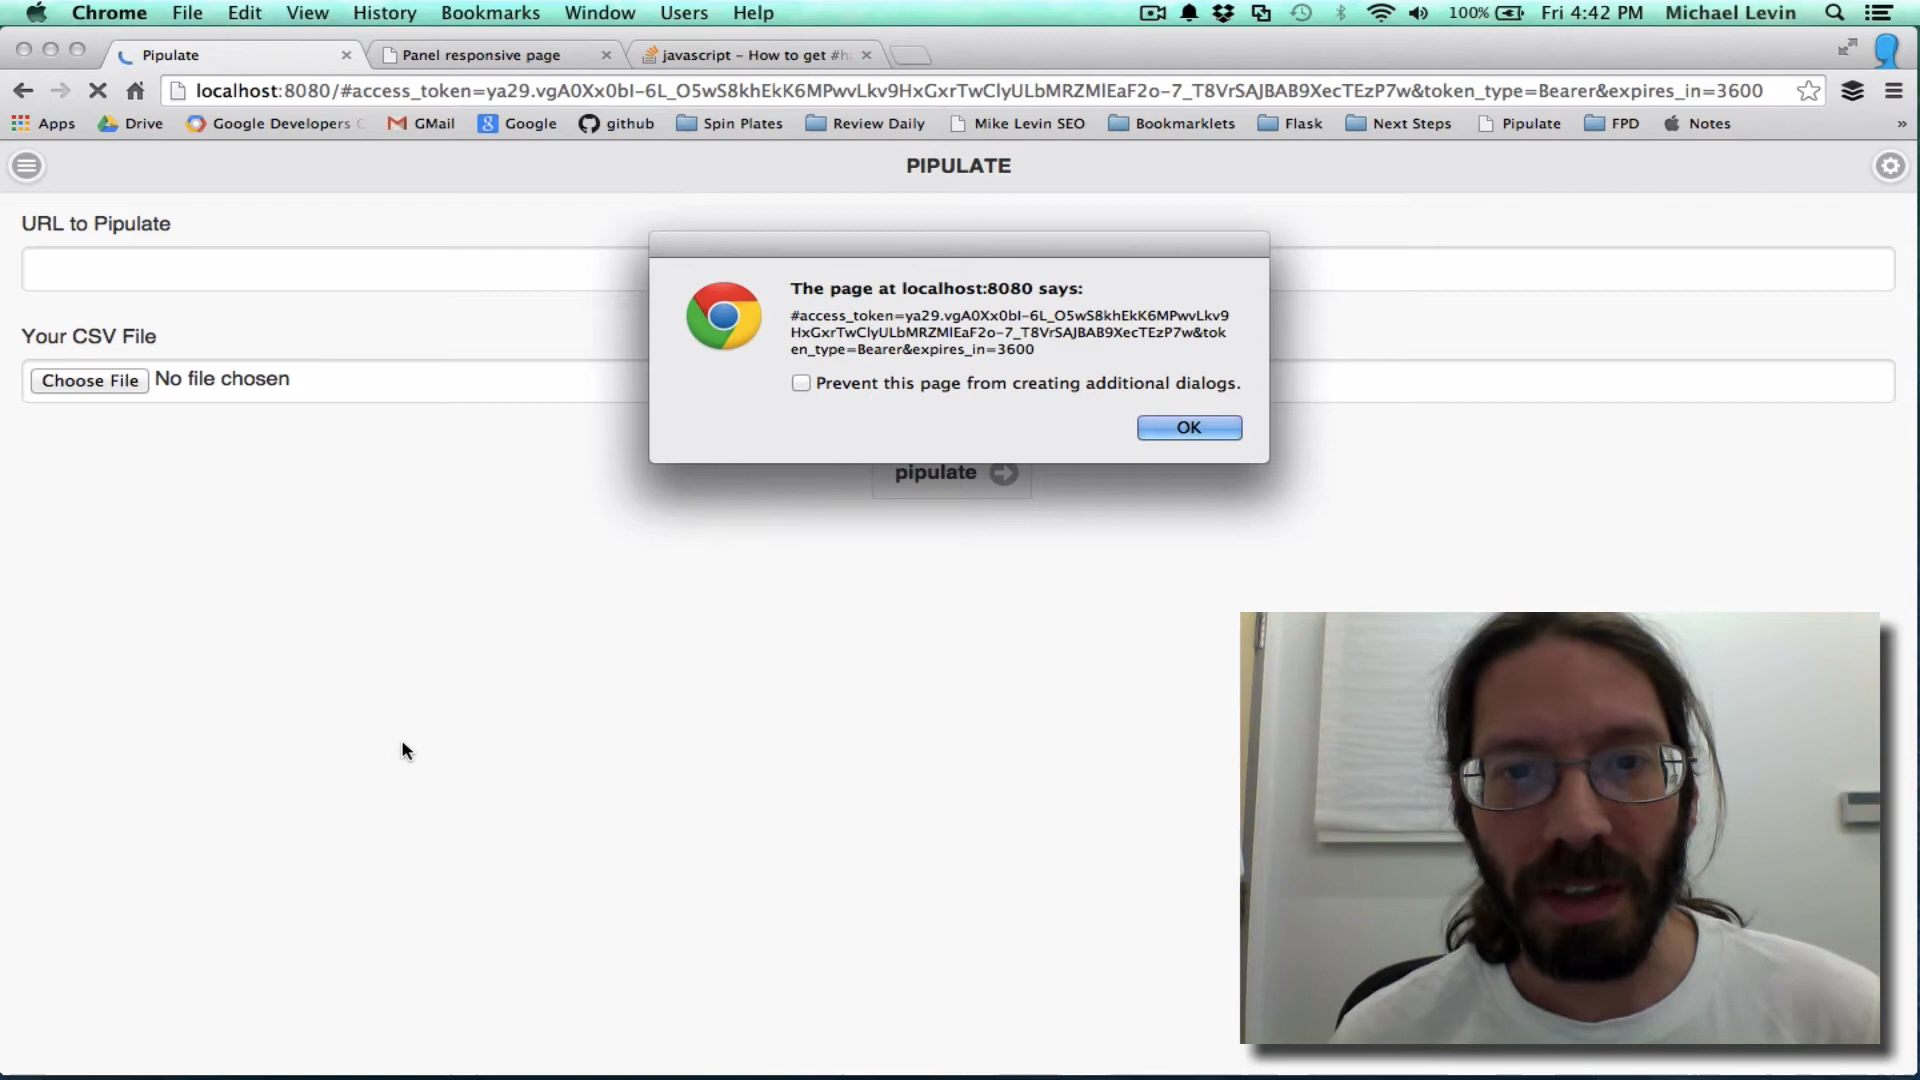 Chrome File Edit View History Bookmarks Window Users Help 100% Fri 4:42 PM Michael Levin
Pipulate Panel responsive page javascript - How to get #h
localhost:8080/#access_token=ya29.vgA0Xx0bI-6L_O5wS8khEkK6MPwvLkv9HxGxrTwClyULbMRZMlEaF2o-7_T8VrSAJBAB9XecTEzP7w&token_type=Bearer&expires_in=3600
Apps Drive Google Developers GMail Google github Spin Plates Review Daily Mike Levin SEO Bookmarklets Flask Next Steps Pipulate FPD Notes »
PIPULATE
URL to Pipulate
The page at localhost:8080 says:
#access_token=ya29.vgA0Xx0bI-6L_O5wS8khEkK6MPwvLkv9
HxGxrTwClyULbMRZMlEaF2o-7_T8VrSAJBAB9XecTEzP7w&tok
en_type=Bearer&expires_in=3600
Prevent this page from creating additional dialogs.
OK
Your CSV File
Choose File No file chosen
pipulate